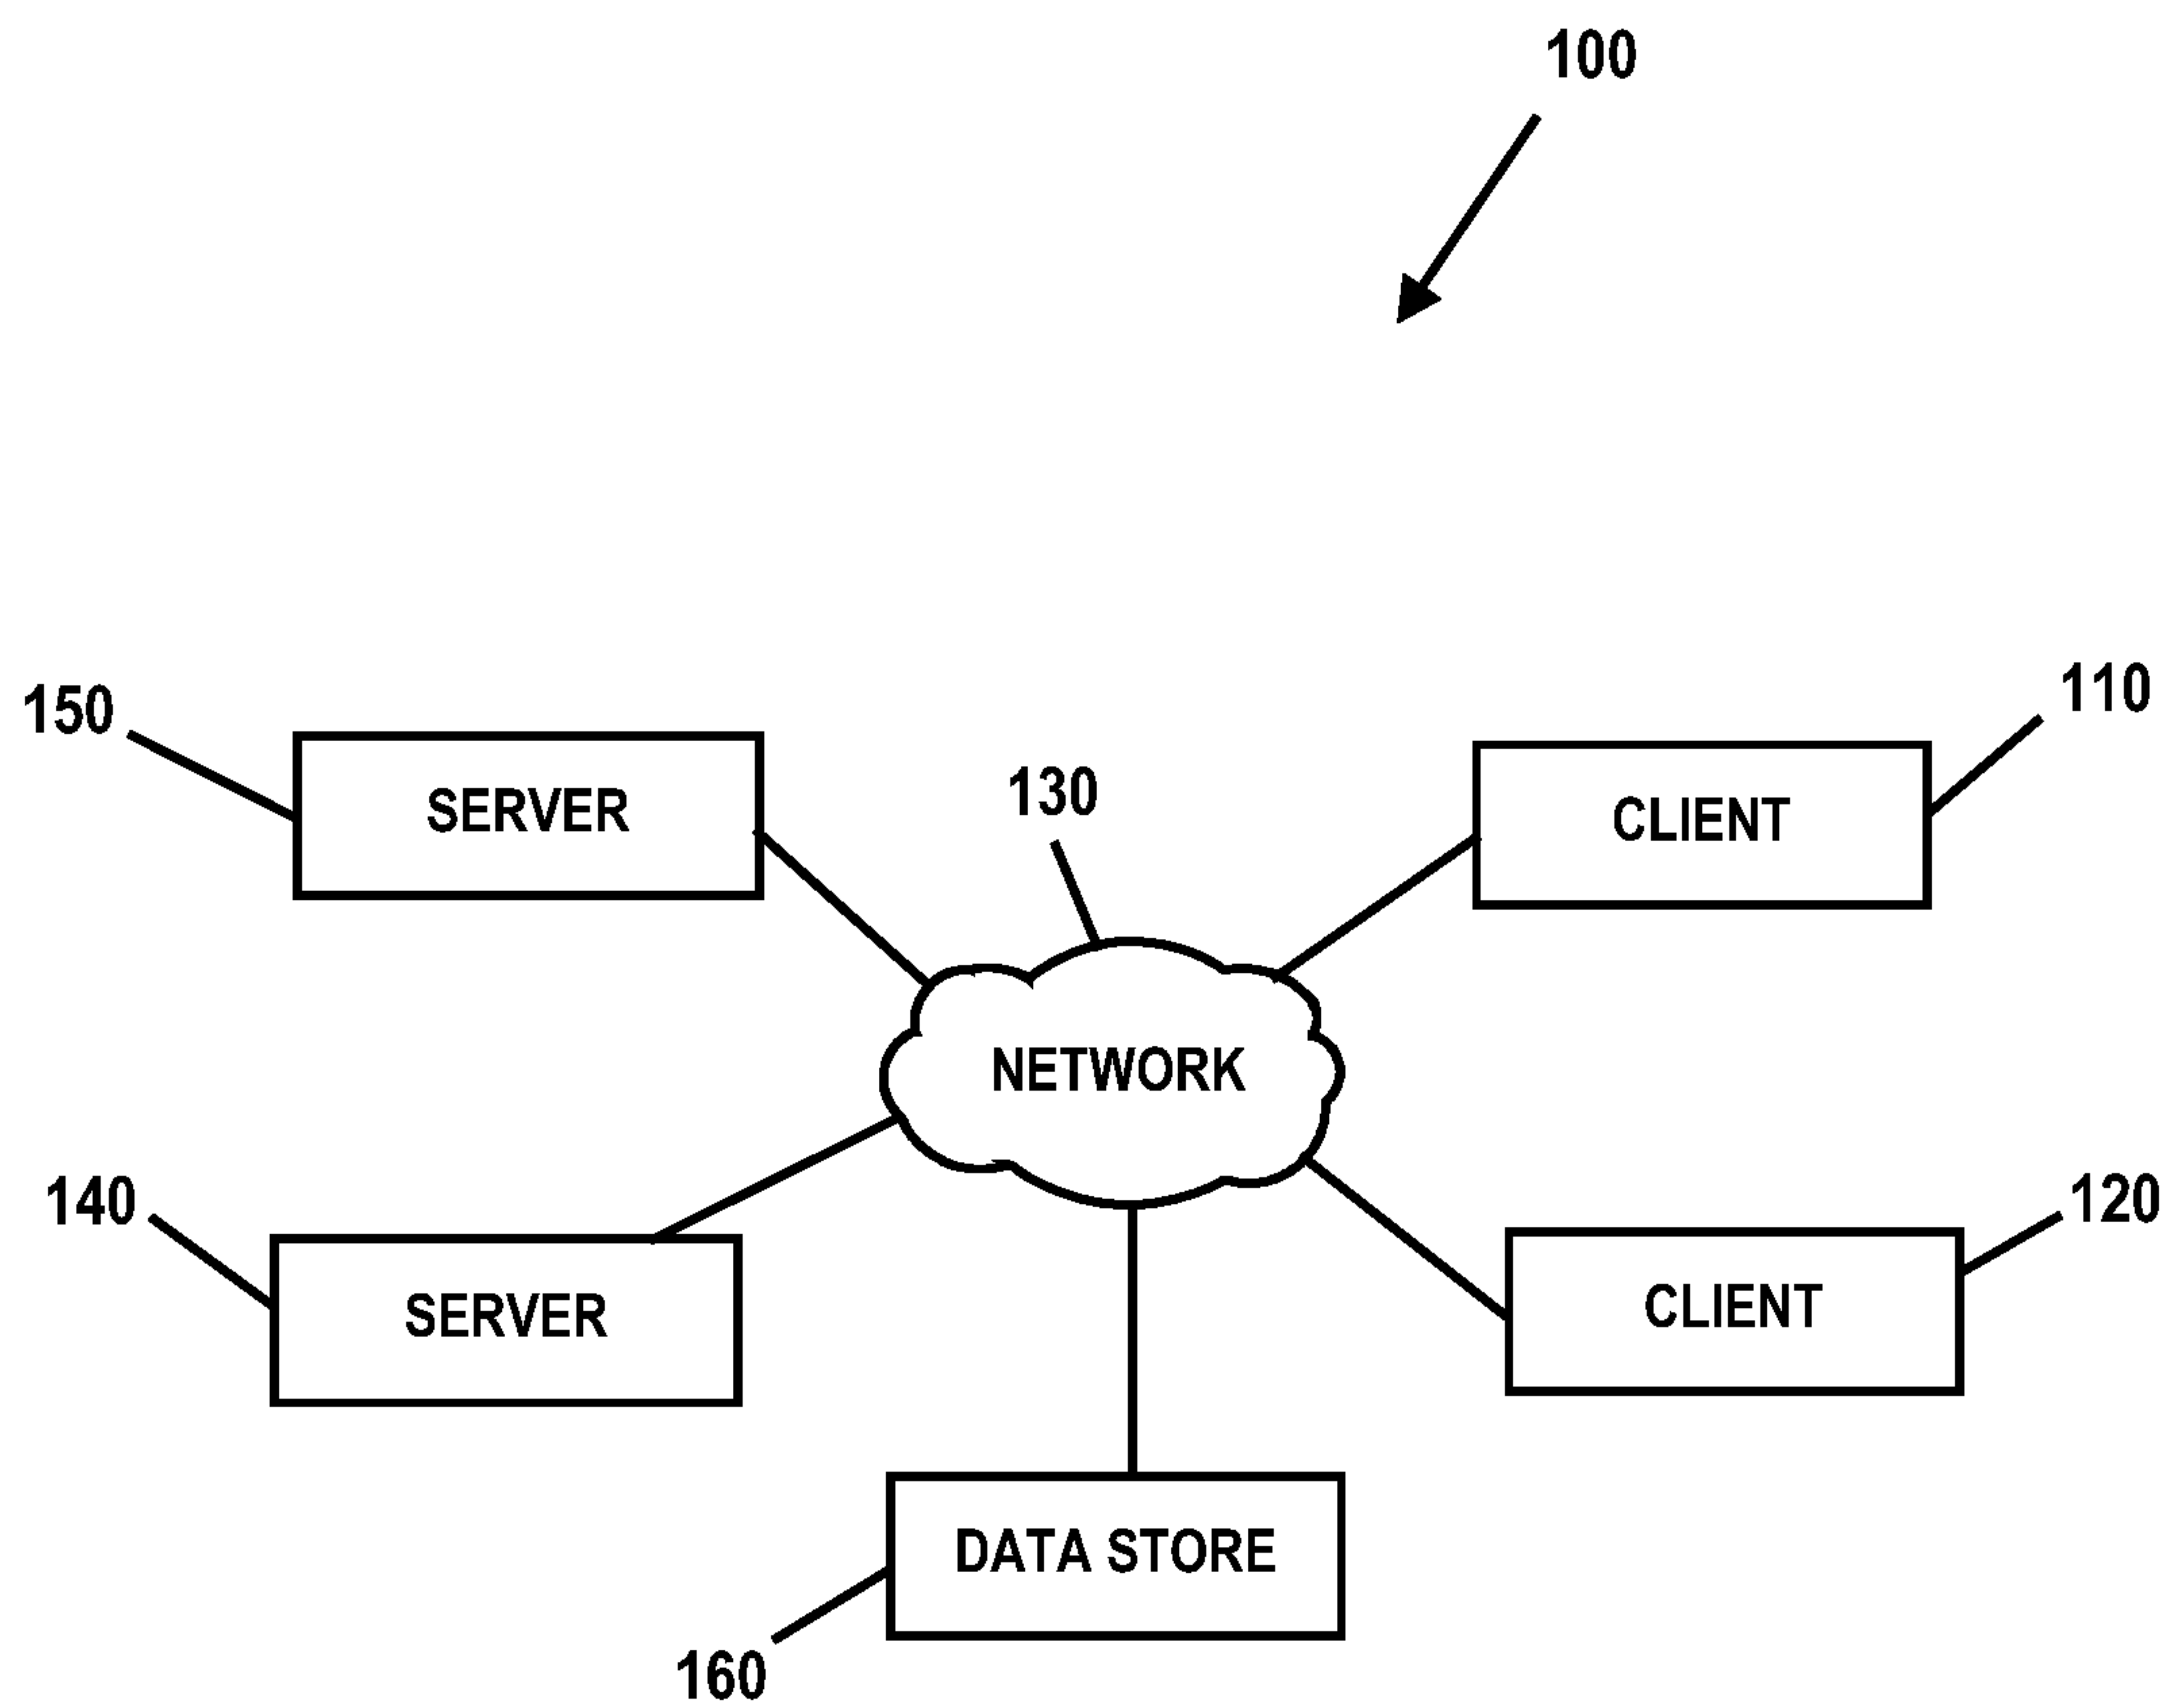 100
150
SERVER
130
110
CLIENT
NETWORK
140
SERVER
120
CLIENT
DATA STORE
160